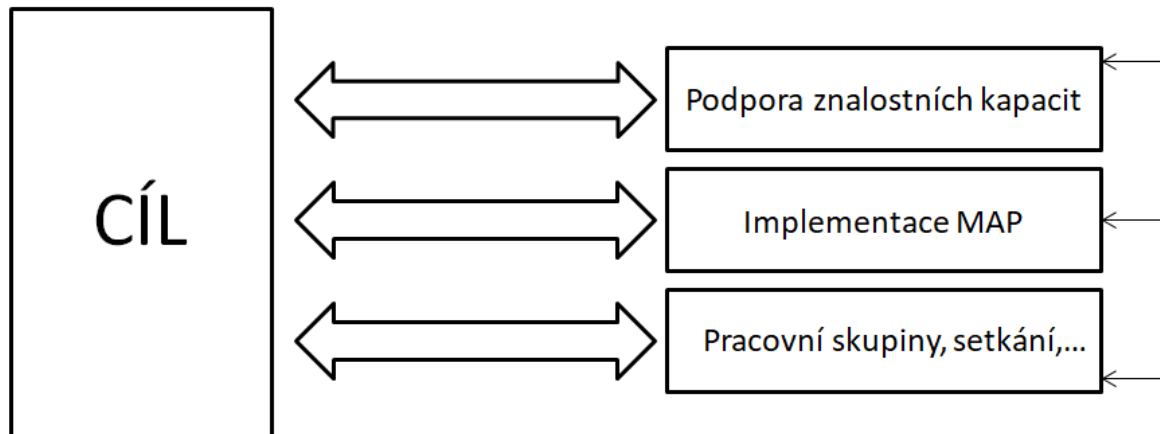 CÍL
Podpora znalostních kapacit
Implementace MAP
Pracovní skupiny, setkání,...